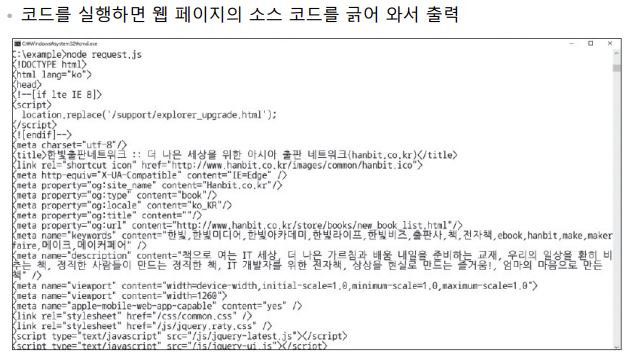 • 코드를 실행하면 웹 페이지의 소스 코드를 긁어 와서 출력
C:\Windows\system32\cmd.exe
C:\example>node request.js
<!DOCTYPE html>
<html lang="ko">
<head>
<!--[if lte IE 8]>
<script>
location.replace('/support/explorer_upgrade.html');
</script>
<![endif]-->
<meta charset="utf-8"/>
<title>한빛출판네트워크 :: 더 나은 세상을 위한 아시아 출판 네트워크(hanbit.co.kr)</title>
<link rel="shortcut icon" href="http://www.hanbit.co.kr/images/common/hanbit.ico">
<meta http-equiv="X-UA-Compatible" content="IE=Edge" />
<meta property="og:site_name" content="Hanbit.co.kr"/>
<meta property="og:type" content="book"/>
<meta property="og:locale" content="ko_KR"/>
<meta property="og:title" content=""/>
<meta property="og:url" content="http://www.hanbit.co.kr/store/books/new_book_list.html"/>
<meta name="keywords" content="한빛,한빛미디어,한빛아카데미,한빛라이프,한빛비즈,출판사,책,전자책,ebook,hanbit,make,maker
faire,메이크,메이커페어" />
<meta name="description" content="책으로 여는 IT 세상, 더 나은 가르침과 배움 내일을 준비하는 교재, 우리의 일상을 환히 비
추는 책, 정직한 사람들이 만드는 정직한 책, IT 개발자를 위한 전자책, 상상을 현실로 만드는 즐거움!, 엄마의 마음으로 만든
책" />
<meta name="viewport" content="width=device-width,initial-scale=1.0,minimum-scale=1.0,maximum-scale=1.0">
<meta name="viewport" content="width=1260">
<meta name="apple-mobile-web-app-capable" content="yes" />
<link rel="stylesheet" href="/css/common.css" />
<link rel="stylesheet" href="/js/jquery.raty.css" />
<script type="text/javascript" src="/js/jquery-latest.js"></script>
<script type="text/javascript" src="/js/jquery-ui.js"></script>